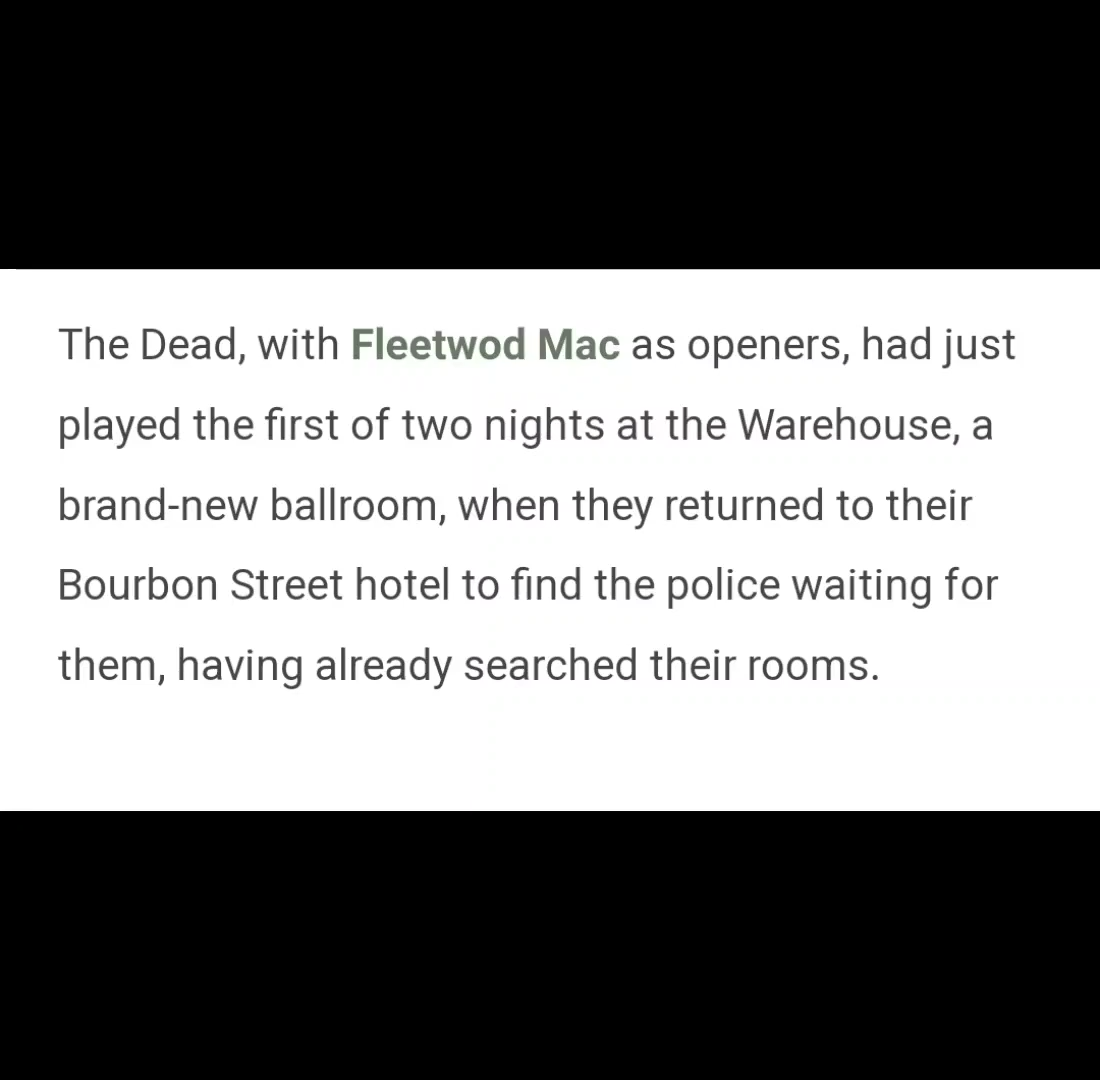 The Dead, with Fleetwod Mac as openers, had just
played the first of two nights at the Warehouse, a
brand-new ballroom, when they returned to their
Bourbon Street hotel to find the police waiting for
them, having already searched their rooms.